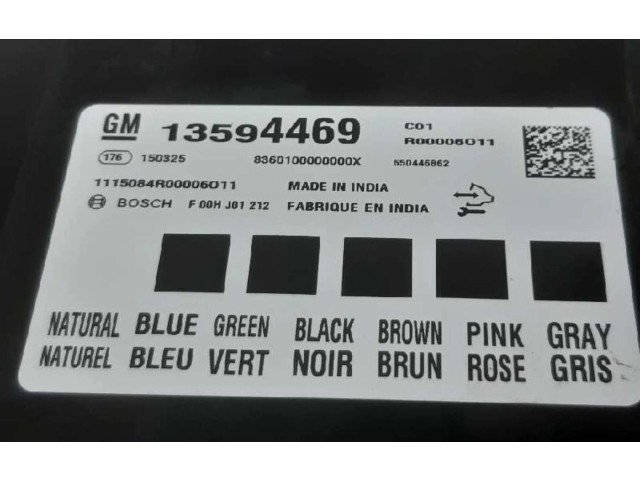 GM 13594469 C01
R00006011
176 150325 8360100000000X 550446862
1115084R00006011 MADE IN INDIA
BOSCH F 00H J01 212 FABRIQUE EN INDIA
NATURAL BLUE GREEN BLACK BROWN PINK GRAY
NATUREL BLEU VERT NOIR BRUN ROSE GRIS